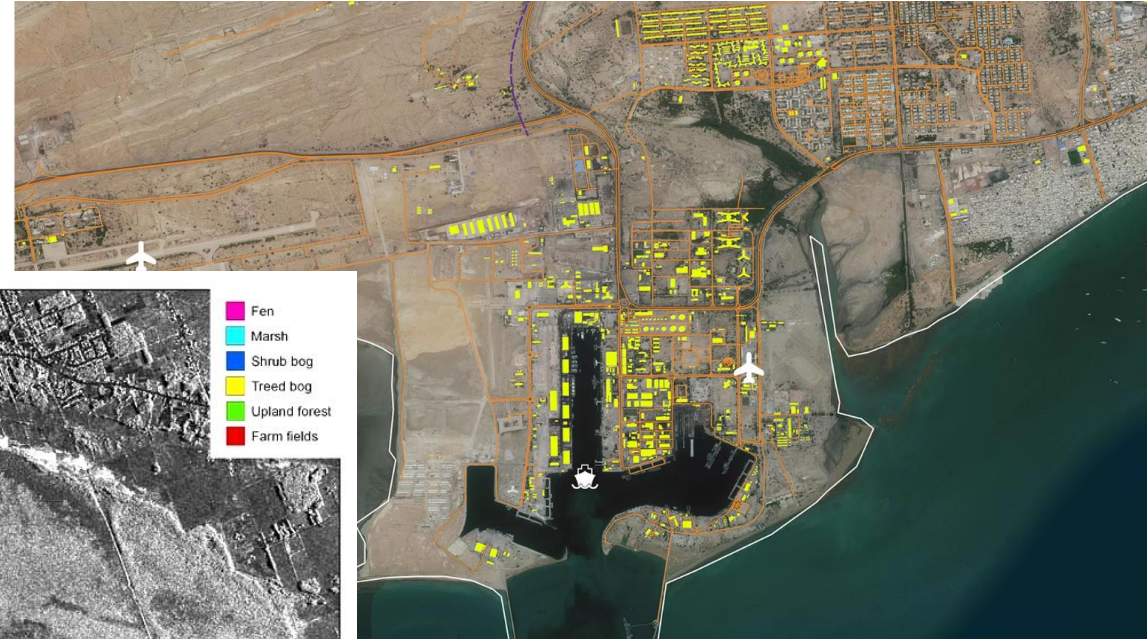 Fen
Marsh
Shrub bog
Treed bog
Upland forest
Farm fields